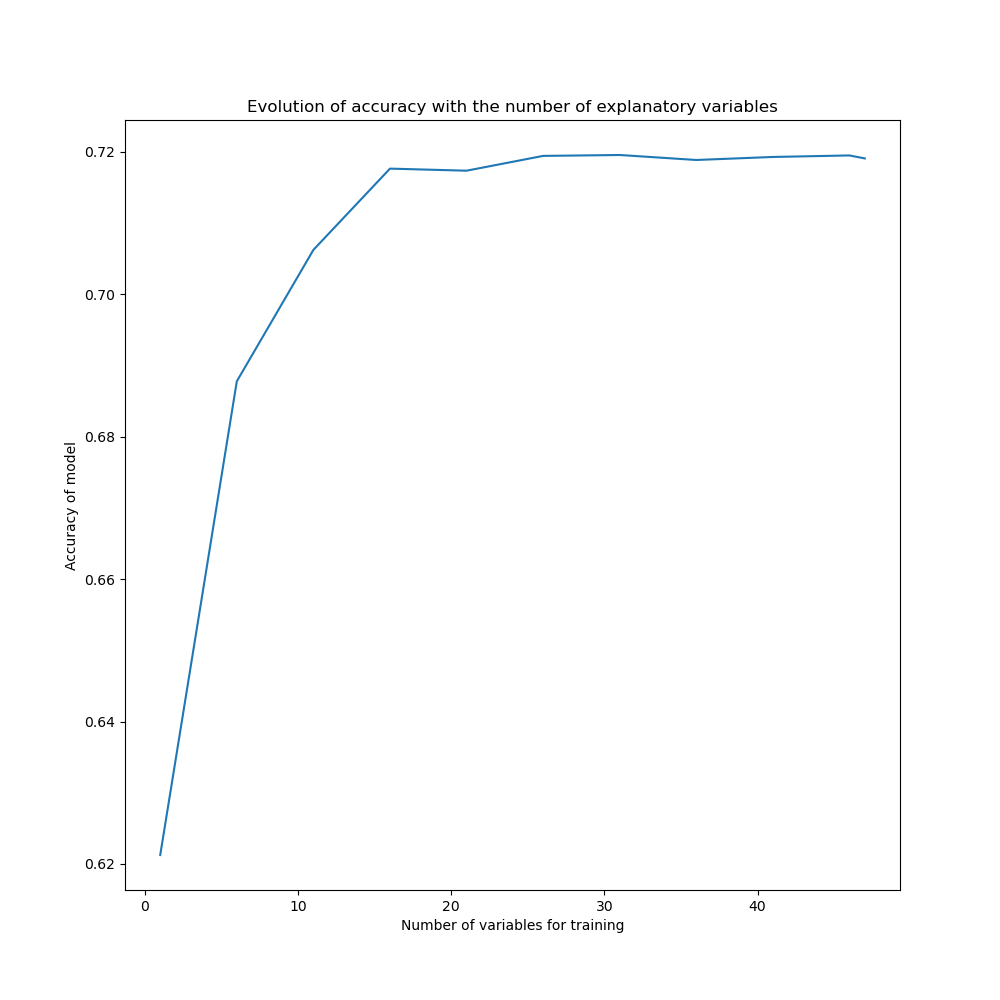 Evolution of accuracy with the number of explanatory variables
0.72
0.70
0.68
0.66
0.64
0.62
Accuracy of model
0 10 20 30 40
Number of variables for training